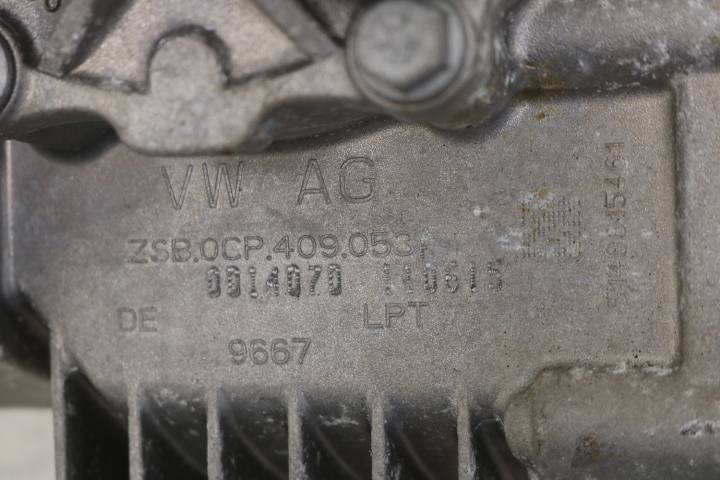 VW AG
ZSB.0CP.409.053
0014070 110615
DE LPT
9667